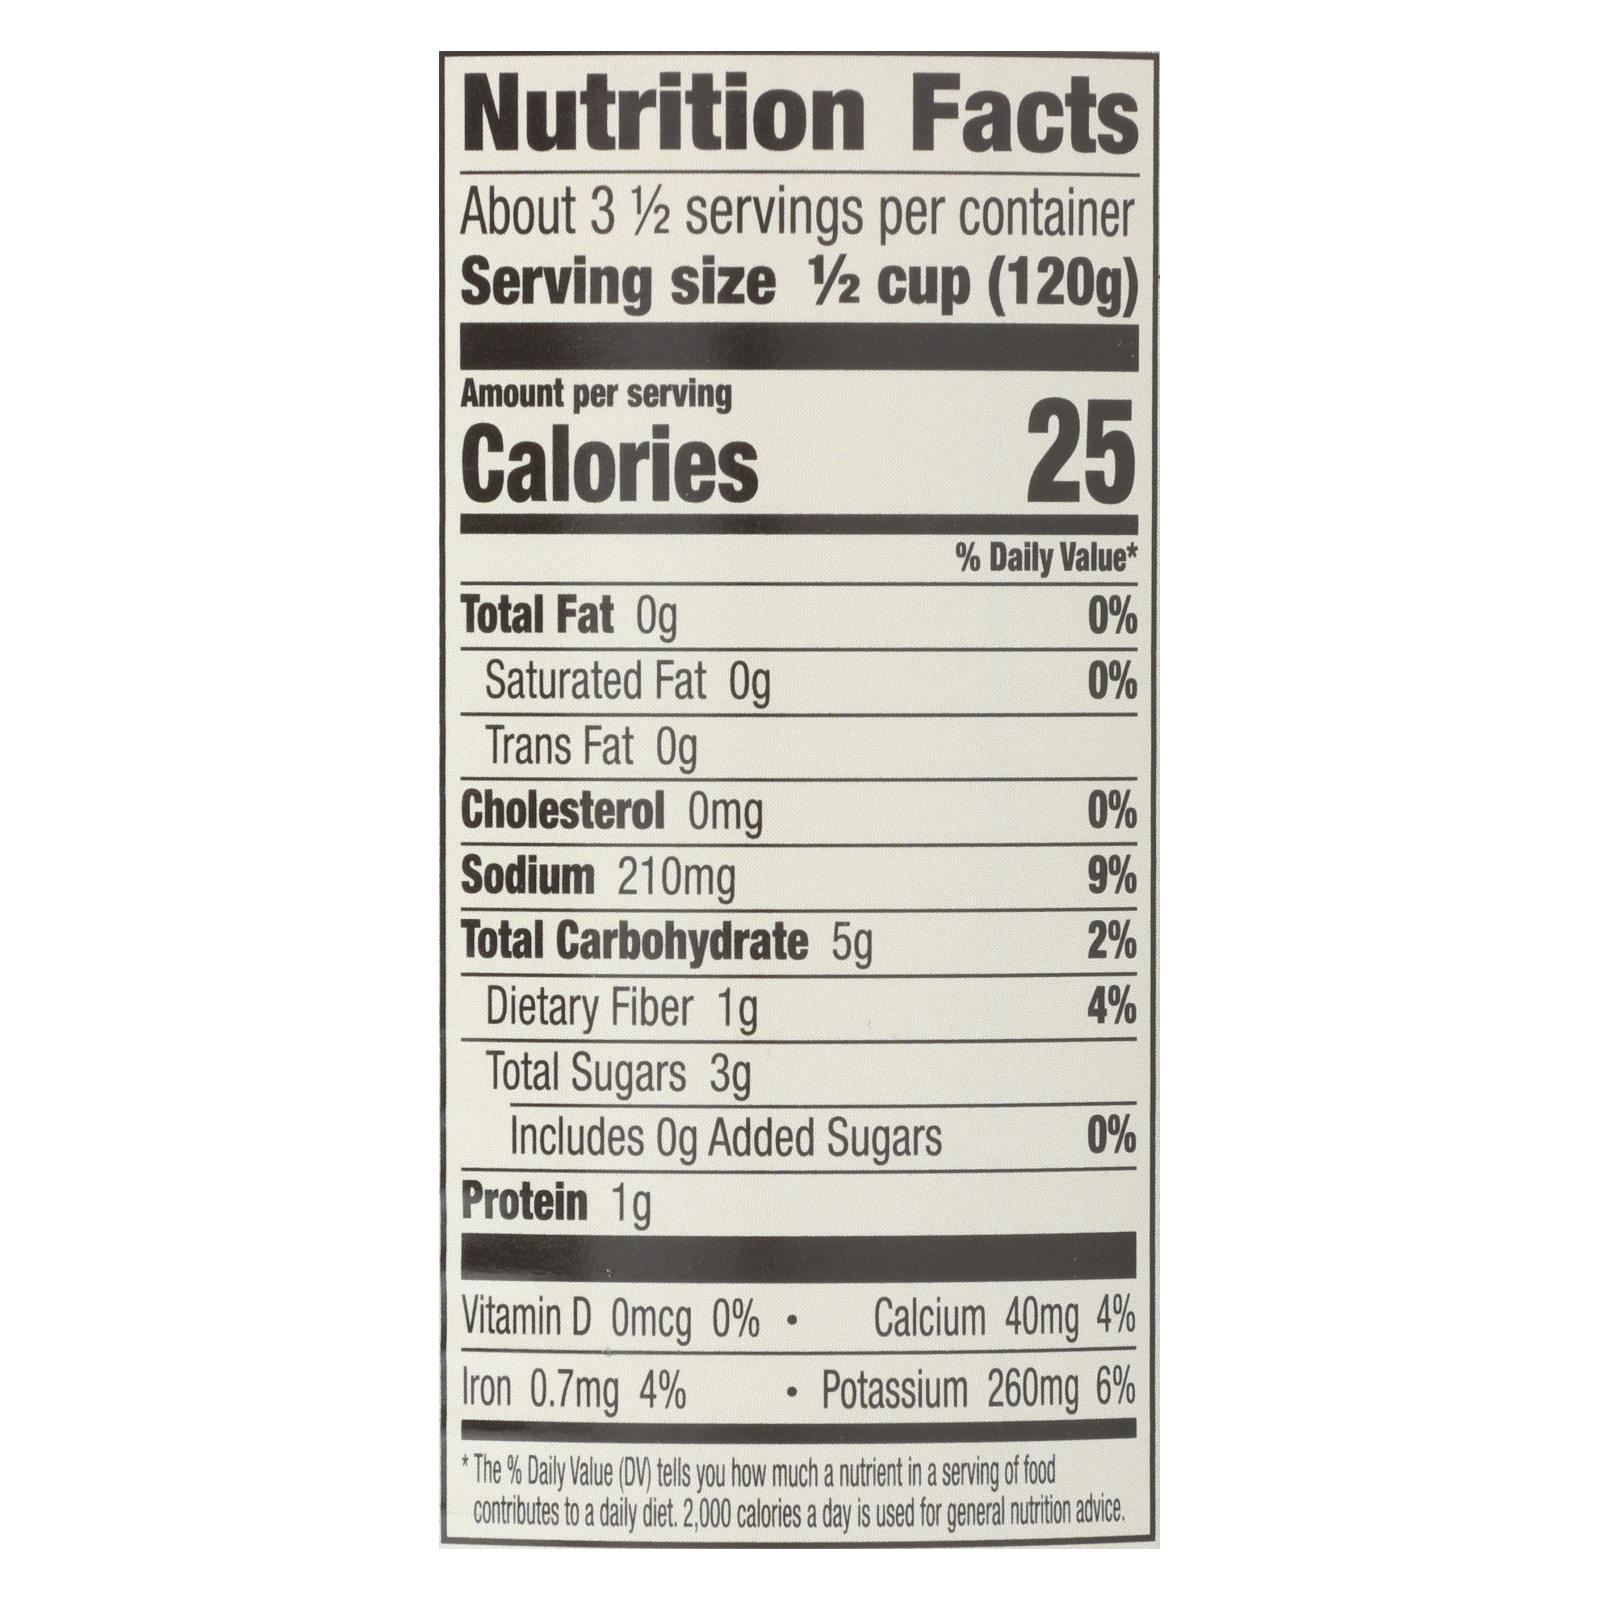 Nutrition Facts
About 3 ½ servings per container
Serving size ½ cup (120g)
Amount per serving
Calories 25
% Daily Value*
Total Fat 0g 0%
Saturated Fat 0g 0%
Trans Fat 0g
Cholesterol 0mg 0%
Sodium 210mg 9%
Total Carbohydrate 5g 2%
Dietary Fiber 1g 4%
Total Sugars 3g
Includes 0g Added Sugars 0%
Protein 1g
Vitamin D 0mcg 0% • Calcium 40mg 4%
Iron 0.7mg 4% • Potassium 260mg 6%
* The % Daily Value (DV) tells you how much a nutrient in a serving of food
contributes to a daily diet. 2,000 calories a day is used for general nutrition advice.